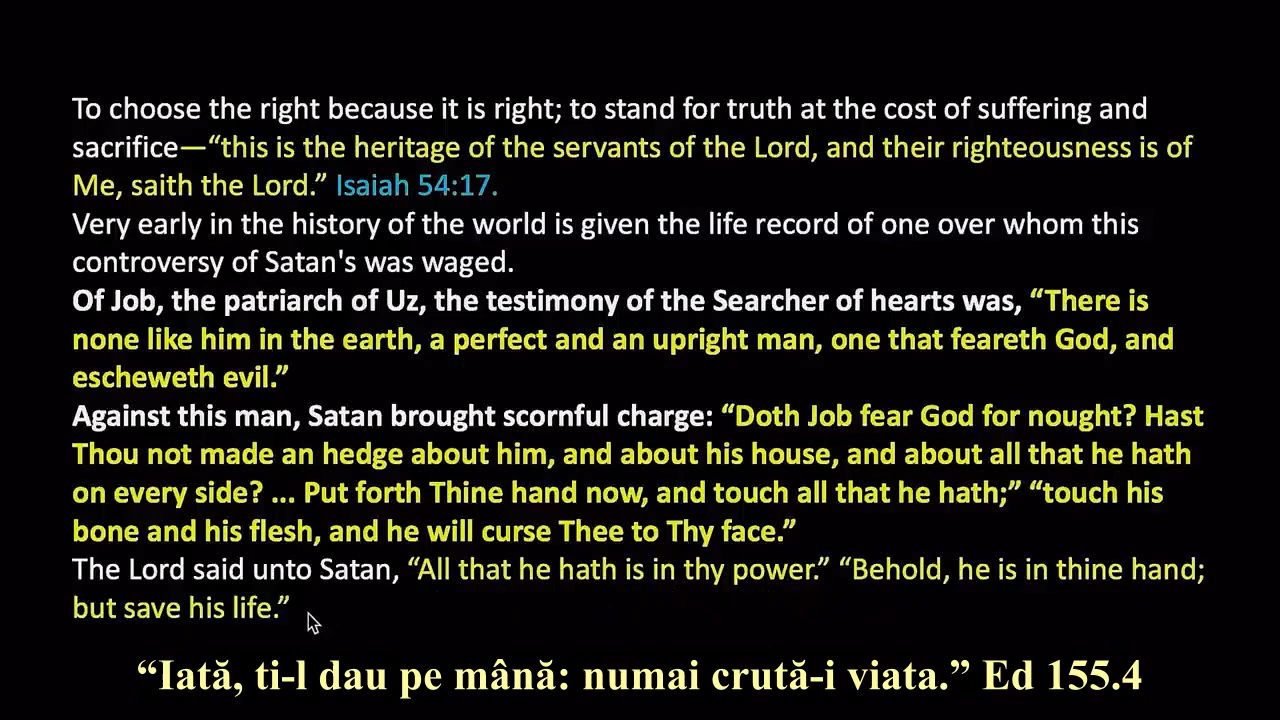 To choose the right because it is right; to stand for truth at the cost of suffering and
sacrifice—“this is the heritage of the servants of the Lord, and their righteousness is of
Me, saith the Lord.” Isaiah 54:17.
Very early in the history of the world is given the life record of one over whom this
controversy of Satan's was waged.
Of Job, the patriarch of Uz, the testimony of the Searcher of hearts was, “There is
none like him in the earth, a perfect and an upright man, one that feareth God, and
escheweth evil.”
Against this man, Satan brought scornful charge: “Doth Job fear God for nought? Hast
Thou not made an hedge about him, and about his house, and about all that he hath
on every side? ... Put forth Thine hand now, and touch all that he hath;” “touch his
bone and his flesh, and he will curse Thee to Thy face.”
The Lord said unto Satan, “All that he hath is in thy power.” “Behold, he is in thine hand;
but save his life.”
“Iată, ti-l dau pe mână: numai crută-i viata.” Ed 155.4